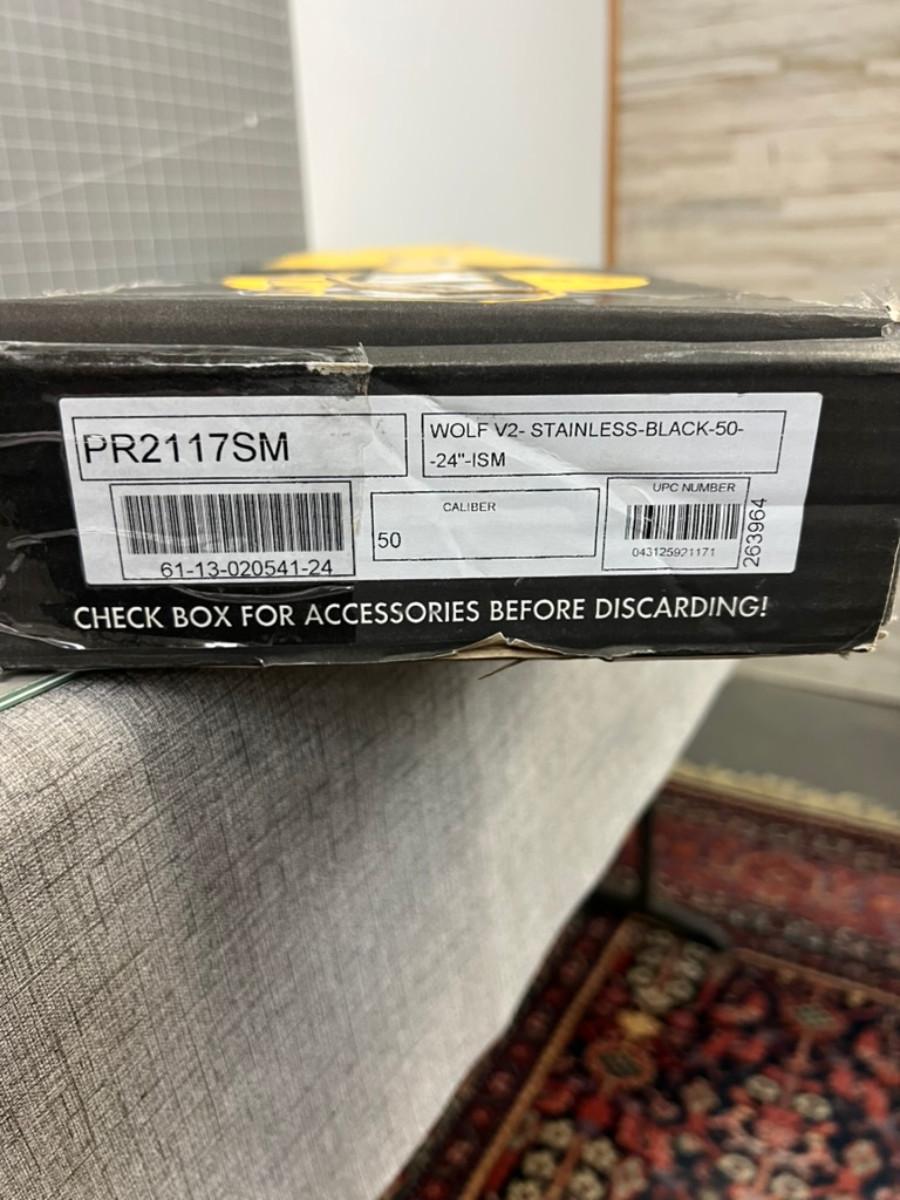 PR2117SM
WOLF V2- STAINLESS-BLACK-50-
-24"-ISM
61-13-020541-24
CALIBER
50
UPC NUMBER
043125921171
263964
CHECK BOX FOR ACCESSORIES BEFORE DISCARDING!